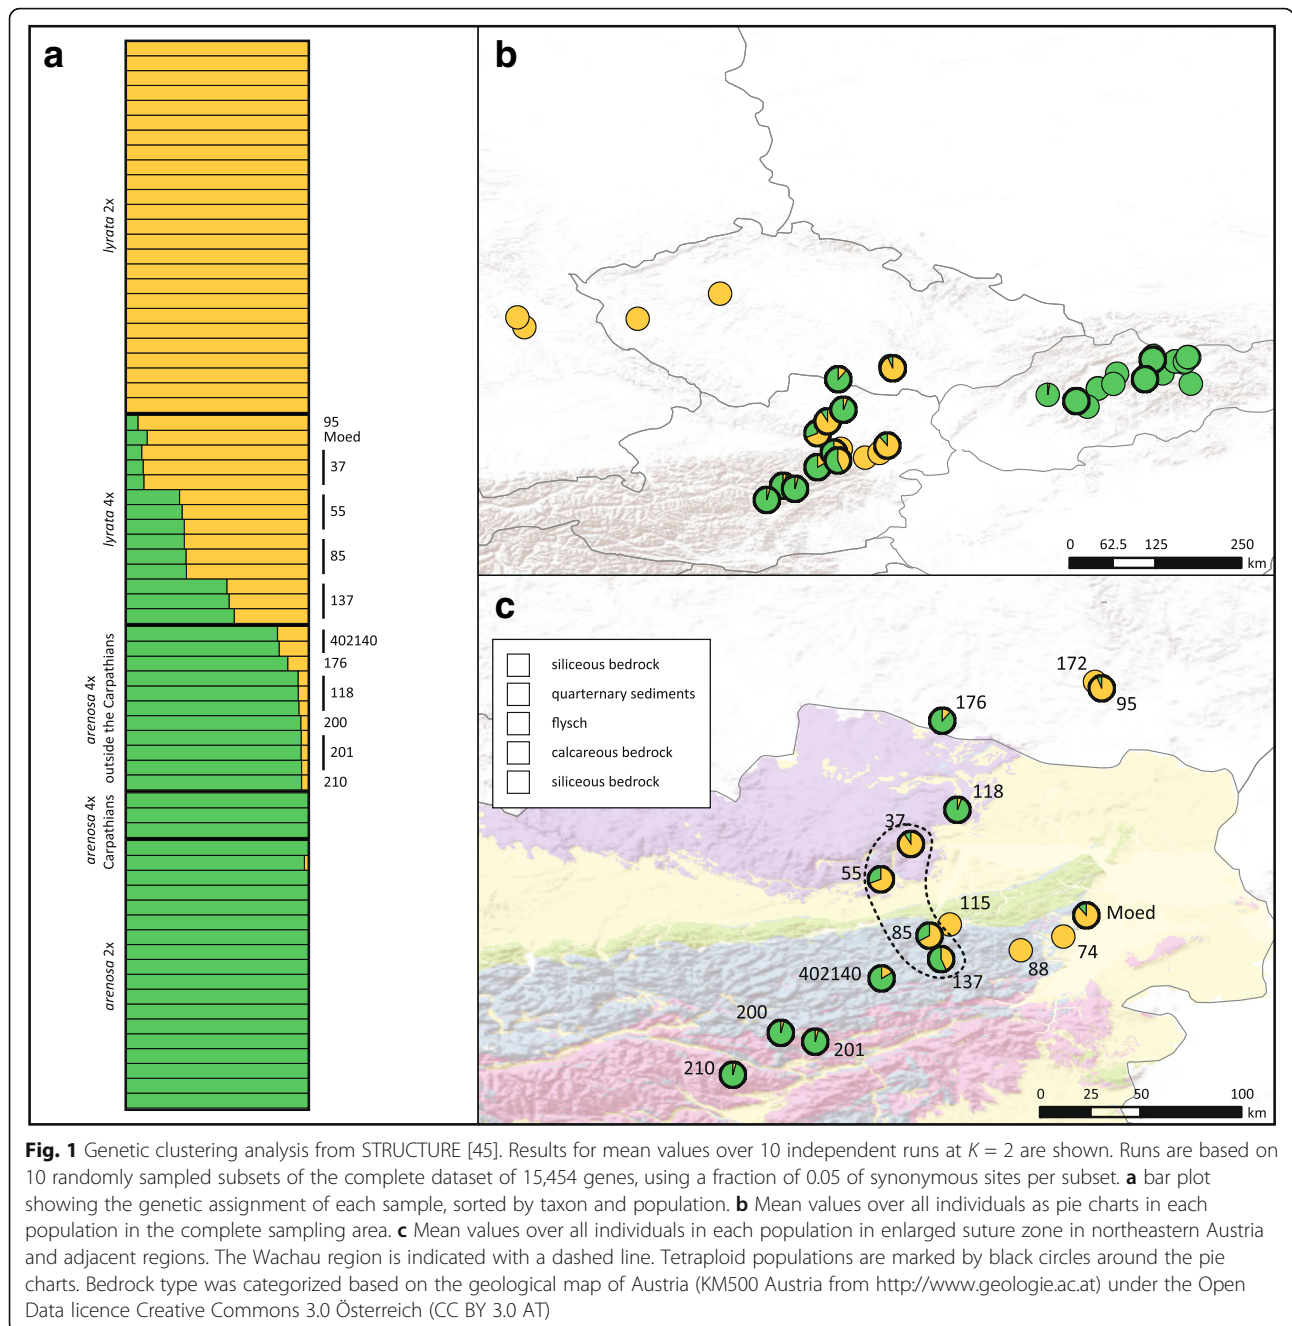 a
lyrata 2x
lyrata 4x
arenosa 4x
outside the Carpathians
arenosa 4x
Carpathians
arenosa 2x
95
Moed
37
55
85
137
402140
176
118
200
201
210
b
0 62.5 125 250
km
c
siliceous bedrock
quarternary sediments
flysch
calcareous bedrock
siliceous bedrock
172
95
176
118
37
55
115
85
Moed
74
88
137
402140
200
201
210
0 25 50 100
km
Fig. 1 Genetic clustering analysis from STRUCTURE [45]. Results for mean values over 10 independent runs at K = 2 are shown. Runs are based on
10 randomly sampled subsets of the complete dataset of 15,454 genes, using a fraction of 0.05 of synonymous sites per subset. a bar plot
showing the genetic assignment of each sample, sorted by taxon and population. b Mean values over all individuals as pie charts in each
population in the complete sampling area. c Mean values over all individuals in each population in enlarged suture zone in northeastern Austria
and adjacent regions. The Wachau region is indicated with a dashed line. Tetraploid populations are marked by black circles around the pie
charts. Bedrock type was categorized based on the geological map of Austria (KM500 Austria from http://www.geologie.ac.at) under the Open
Data licence Creative Commons 3.0 Österreich (CC BY 3.0 AT)